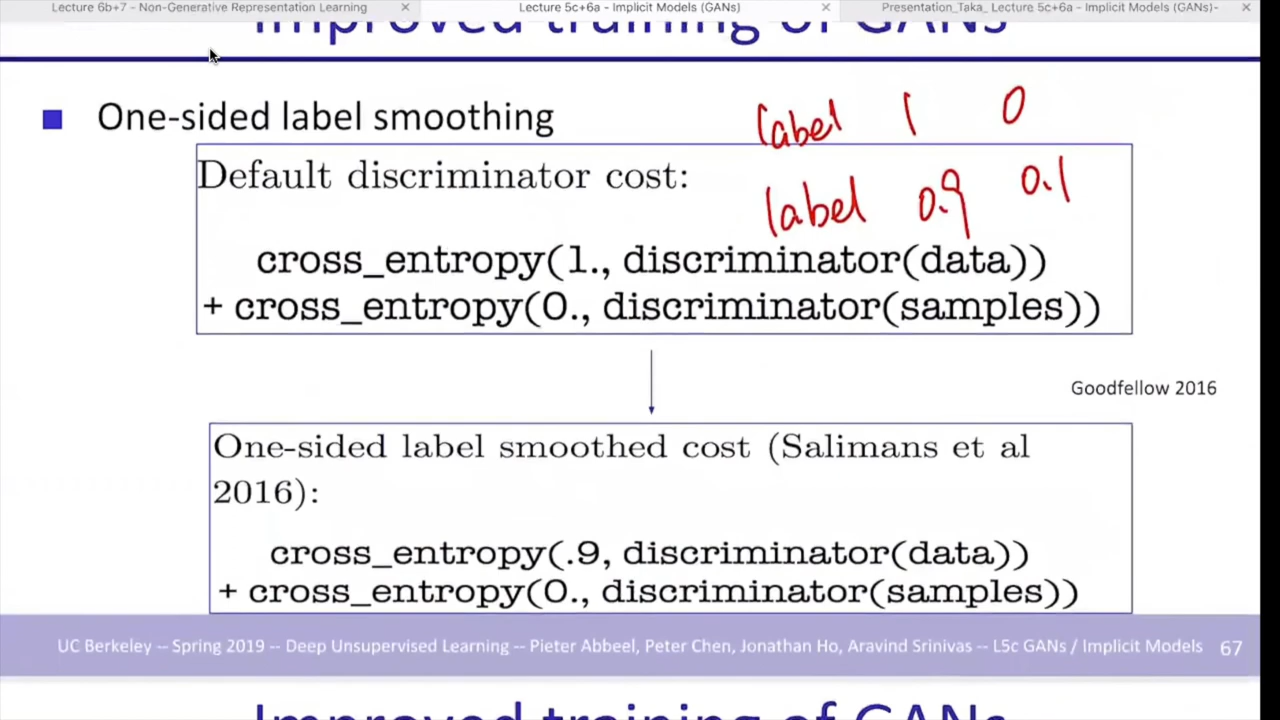 Lecture 6b+7 - Non-Generative Representation Learning
Lecture 5c+6a - Implicit Models (GANs)
Presentation_Taka_ Lecture 5c+6a - Implicit Models (GANs)-
Improved training of GANs
One-sided label smoothing
label 1 0
Default discriminator cost:
label 0.9 0.1
cross_entropy(1., discriminator(data))
+ cross_entropy(0., discriminator(samples))
Goodfellow 2016
One-sided label smoothed cost (Salimans et al
2016):
cross_entropy(.9, discriminator(data))
+ cross_entropy(0., discriminator(samples))
UC Berkeley -- Spring 2019 -- Deep Unsupervised Learning -- Pieter Abbeel, Peter Chen, Jonathan Ho, Aravind Srinivas -- L5c GANs / Implicit Models 67
Improved training of GANs